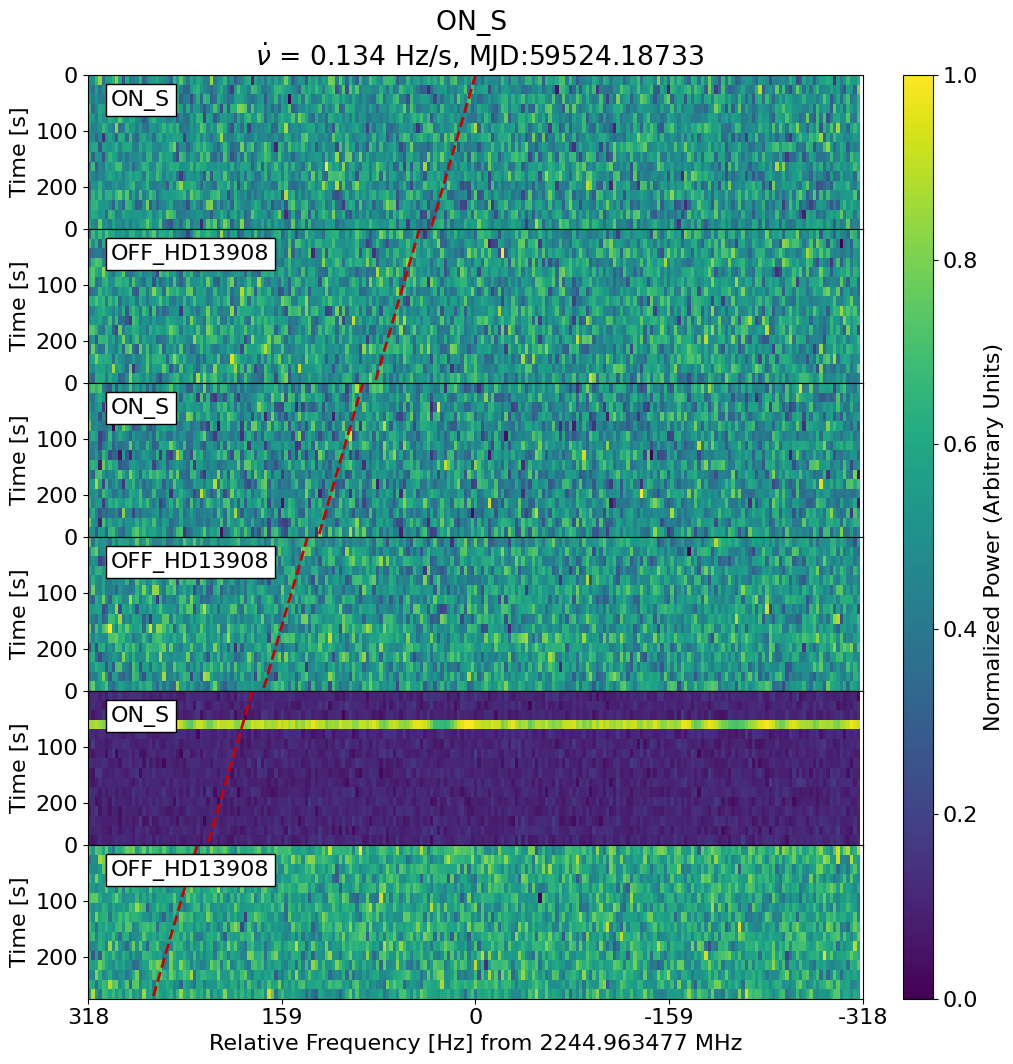 ON_S
ν̇ = 0.134 Hz/s, MJD:59524.18733
0
ON_S
100
Time [s]
200
0
OFF_HD13908
100
Time [s]
200
0
ON_S
100
Time [s]
200
0
OFF_HD13908
100
Time [s]
200
0
ON_S
100
Time [s]
200
0
OFF_HD13908
100
Time [s]
200
318 159 0 -159 -318
Relative Frequency [Hz] from 2244.963477 MHz
1.0
0.8
0.6
0.4
0.2
0.0
Normalized Power (Arbitrary Units)